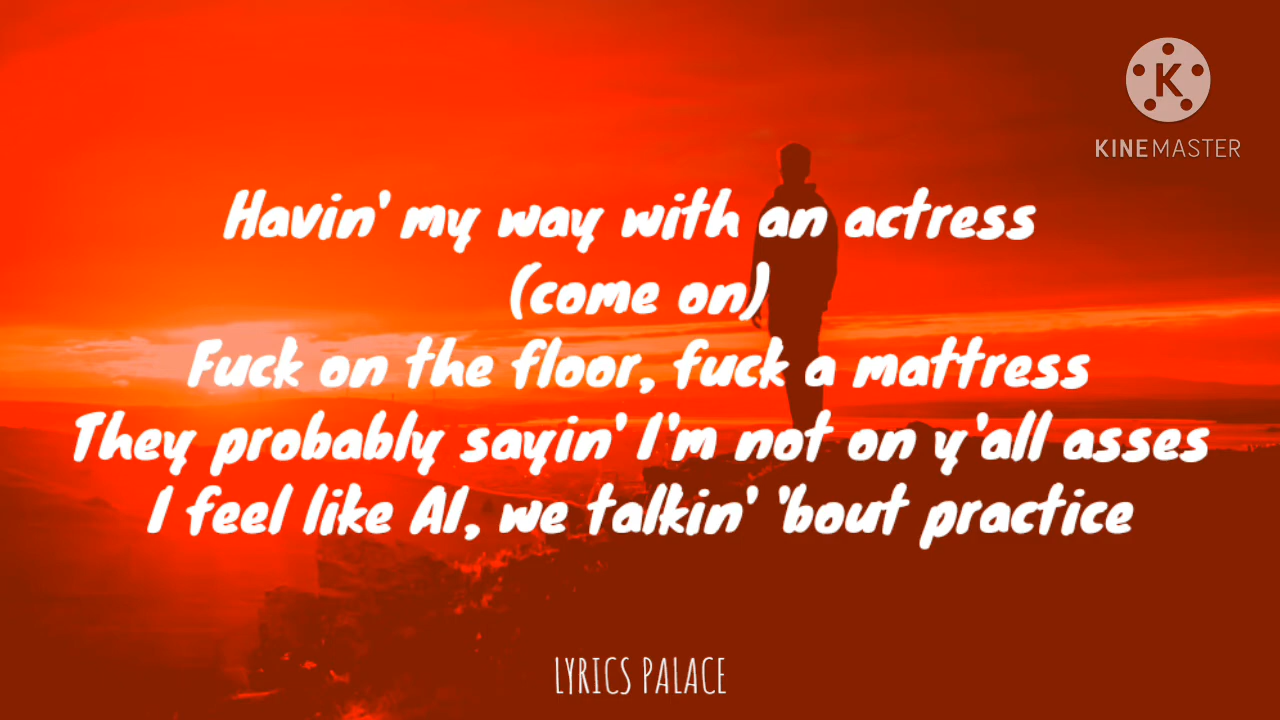 K
KINEMASTER
Havin' my way with an actress
(come on)
Fuck on the floor, fuck a mattress
They probably sayin' I'm not on y'all asses
I feel like AI, we talkin' 'bout practice
LYRICS PALACE